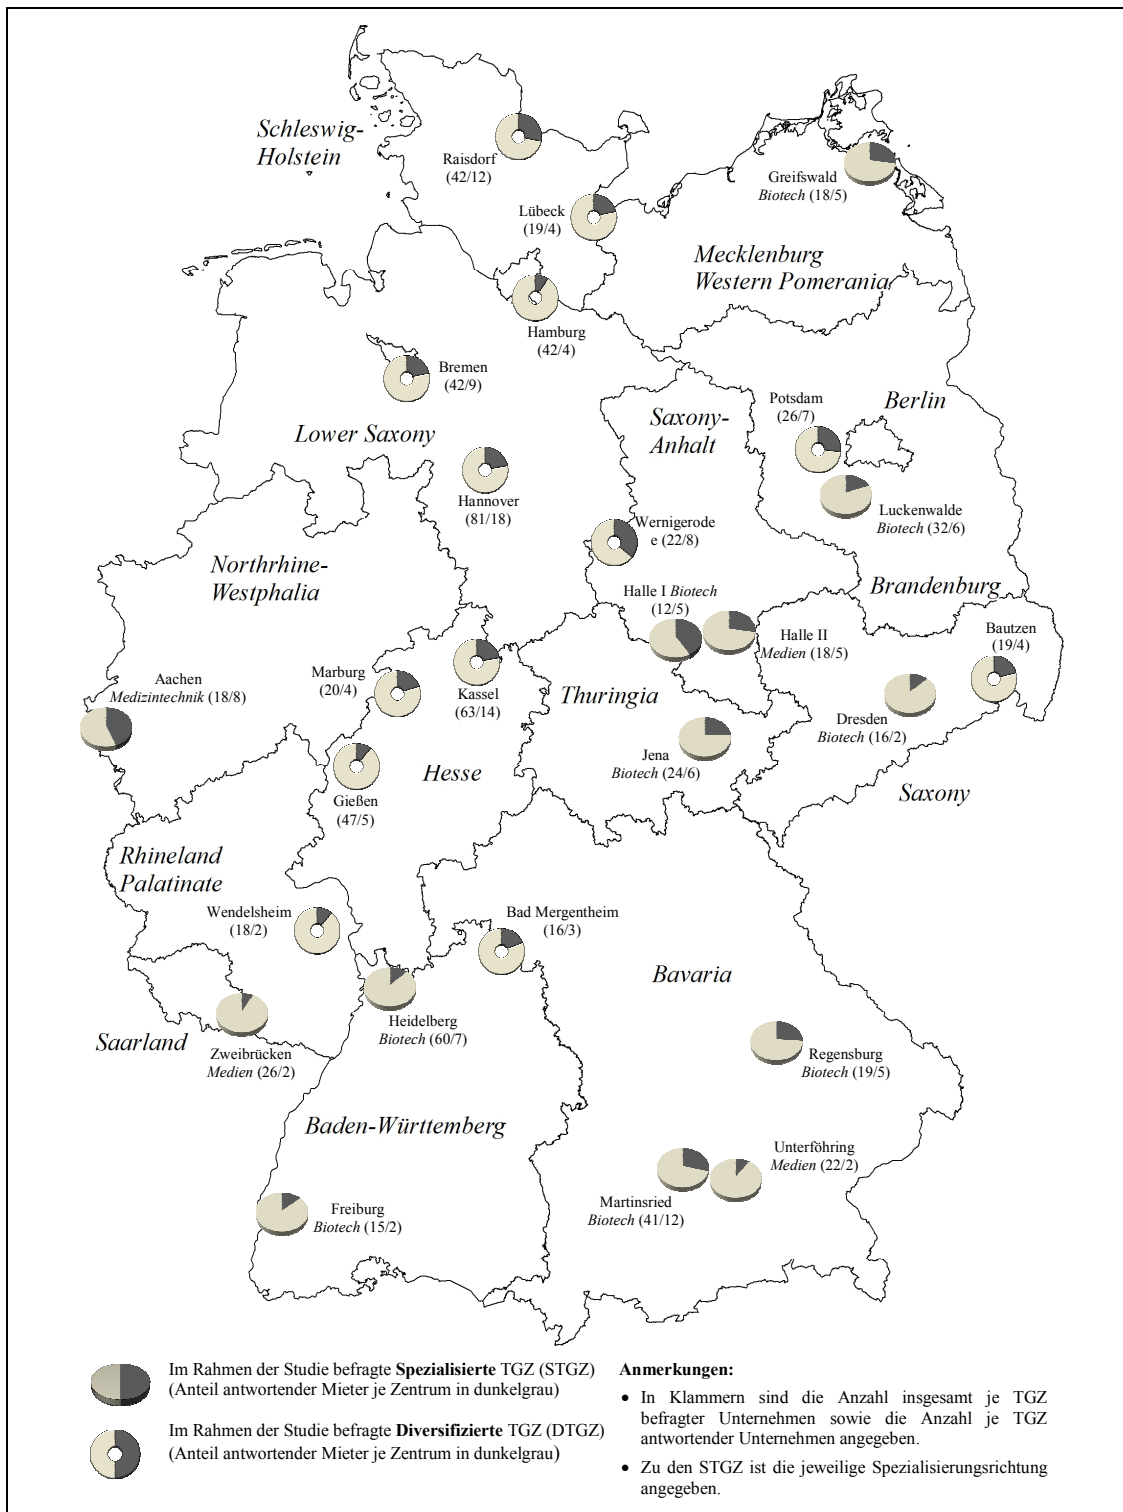 Schleswig-
Holstein
Raisdorf
(42/12)
Greifswald
Biotech (18/5)
Lübeck
(19/4)
Mecklenburg
Western Pomerania
Hamburg
(42/4)
Bremen
(42/9)
Lower Saxony
Saxony-
Anhalt
Potsdam
(26/7)
Berlin
Hannover
(81/18)
Luckenwalde
Biotech (32/6)
Wernigerode
e (22/8)
Northrhine-
Westphalia
Brandenburg
Halle I Biotech
(12/5)
Halle II
Medien (18/5)
Bautzen
(19/4)
Aachen
Medizintechnik (18/8)
Marburg
(20/4)
Kassel
(63/14)
Thuringia
Dresden
Biotech (16/2)
Jena
Biotech (24/6)
Gießen
(47/5)
Hesse
Saxony
Rhineland
Palatinate
Wendelsheim
(18/2)
Bad Mergentheim
(16/3)
Bavaria
Heidelberg
Biotech (60/7)
Saarland
Zweibrücken
Medien (26/2)
Regensburg
Biotech (19/5)
Baden-Württemberg
Unterföhring
Medien (22/2)
Martinsried
Biotech (41/12)
Freiburg
Biotech (15/2)
Im Rahmen der Studie befragte Spezialisierte TGZ (STGZ)
(Anteil antwortender Mieter je Zentrum in dunkelgrau)
Im Rahmen der Studie befragte Diversifizierte TGZ (DTGZ)
(Anteil antwortender Mieter je Zentrum in dunkelgrau)
Anmerkungen:
• In Klammern sind die Anzahl insgesamt je TGZ
befragter Unternehmen sowie die Anzahl je TGZ
antwortender Unternehmen angegeben.
• Zu den STGZ ist die jeweilige Spezialisierungsrichtung
angegeben.